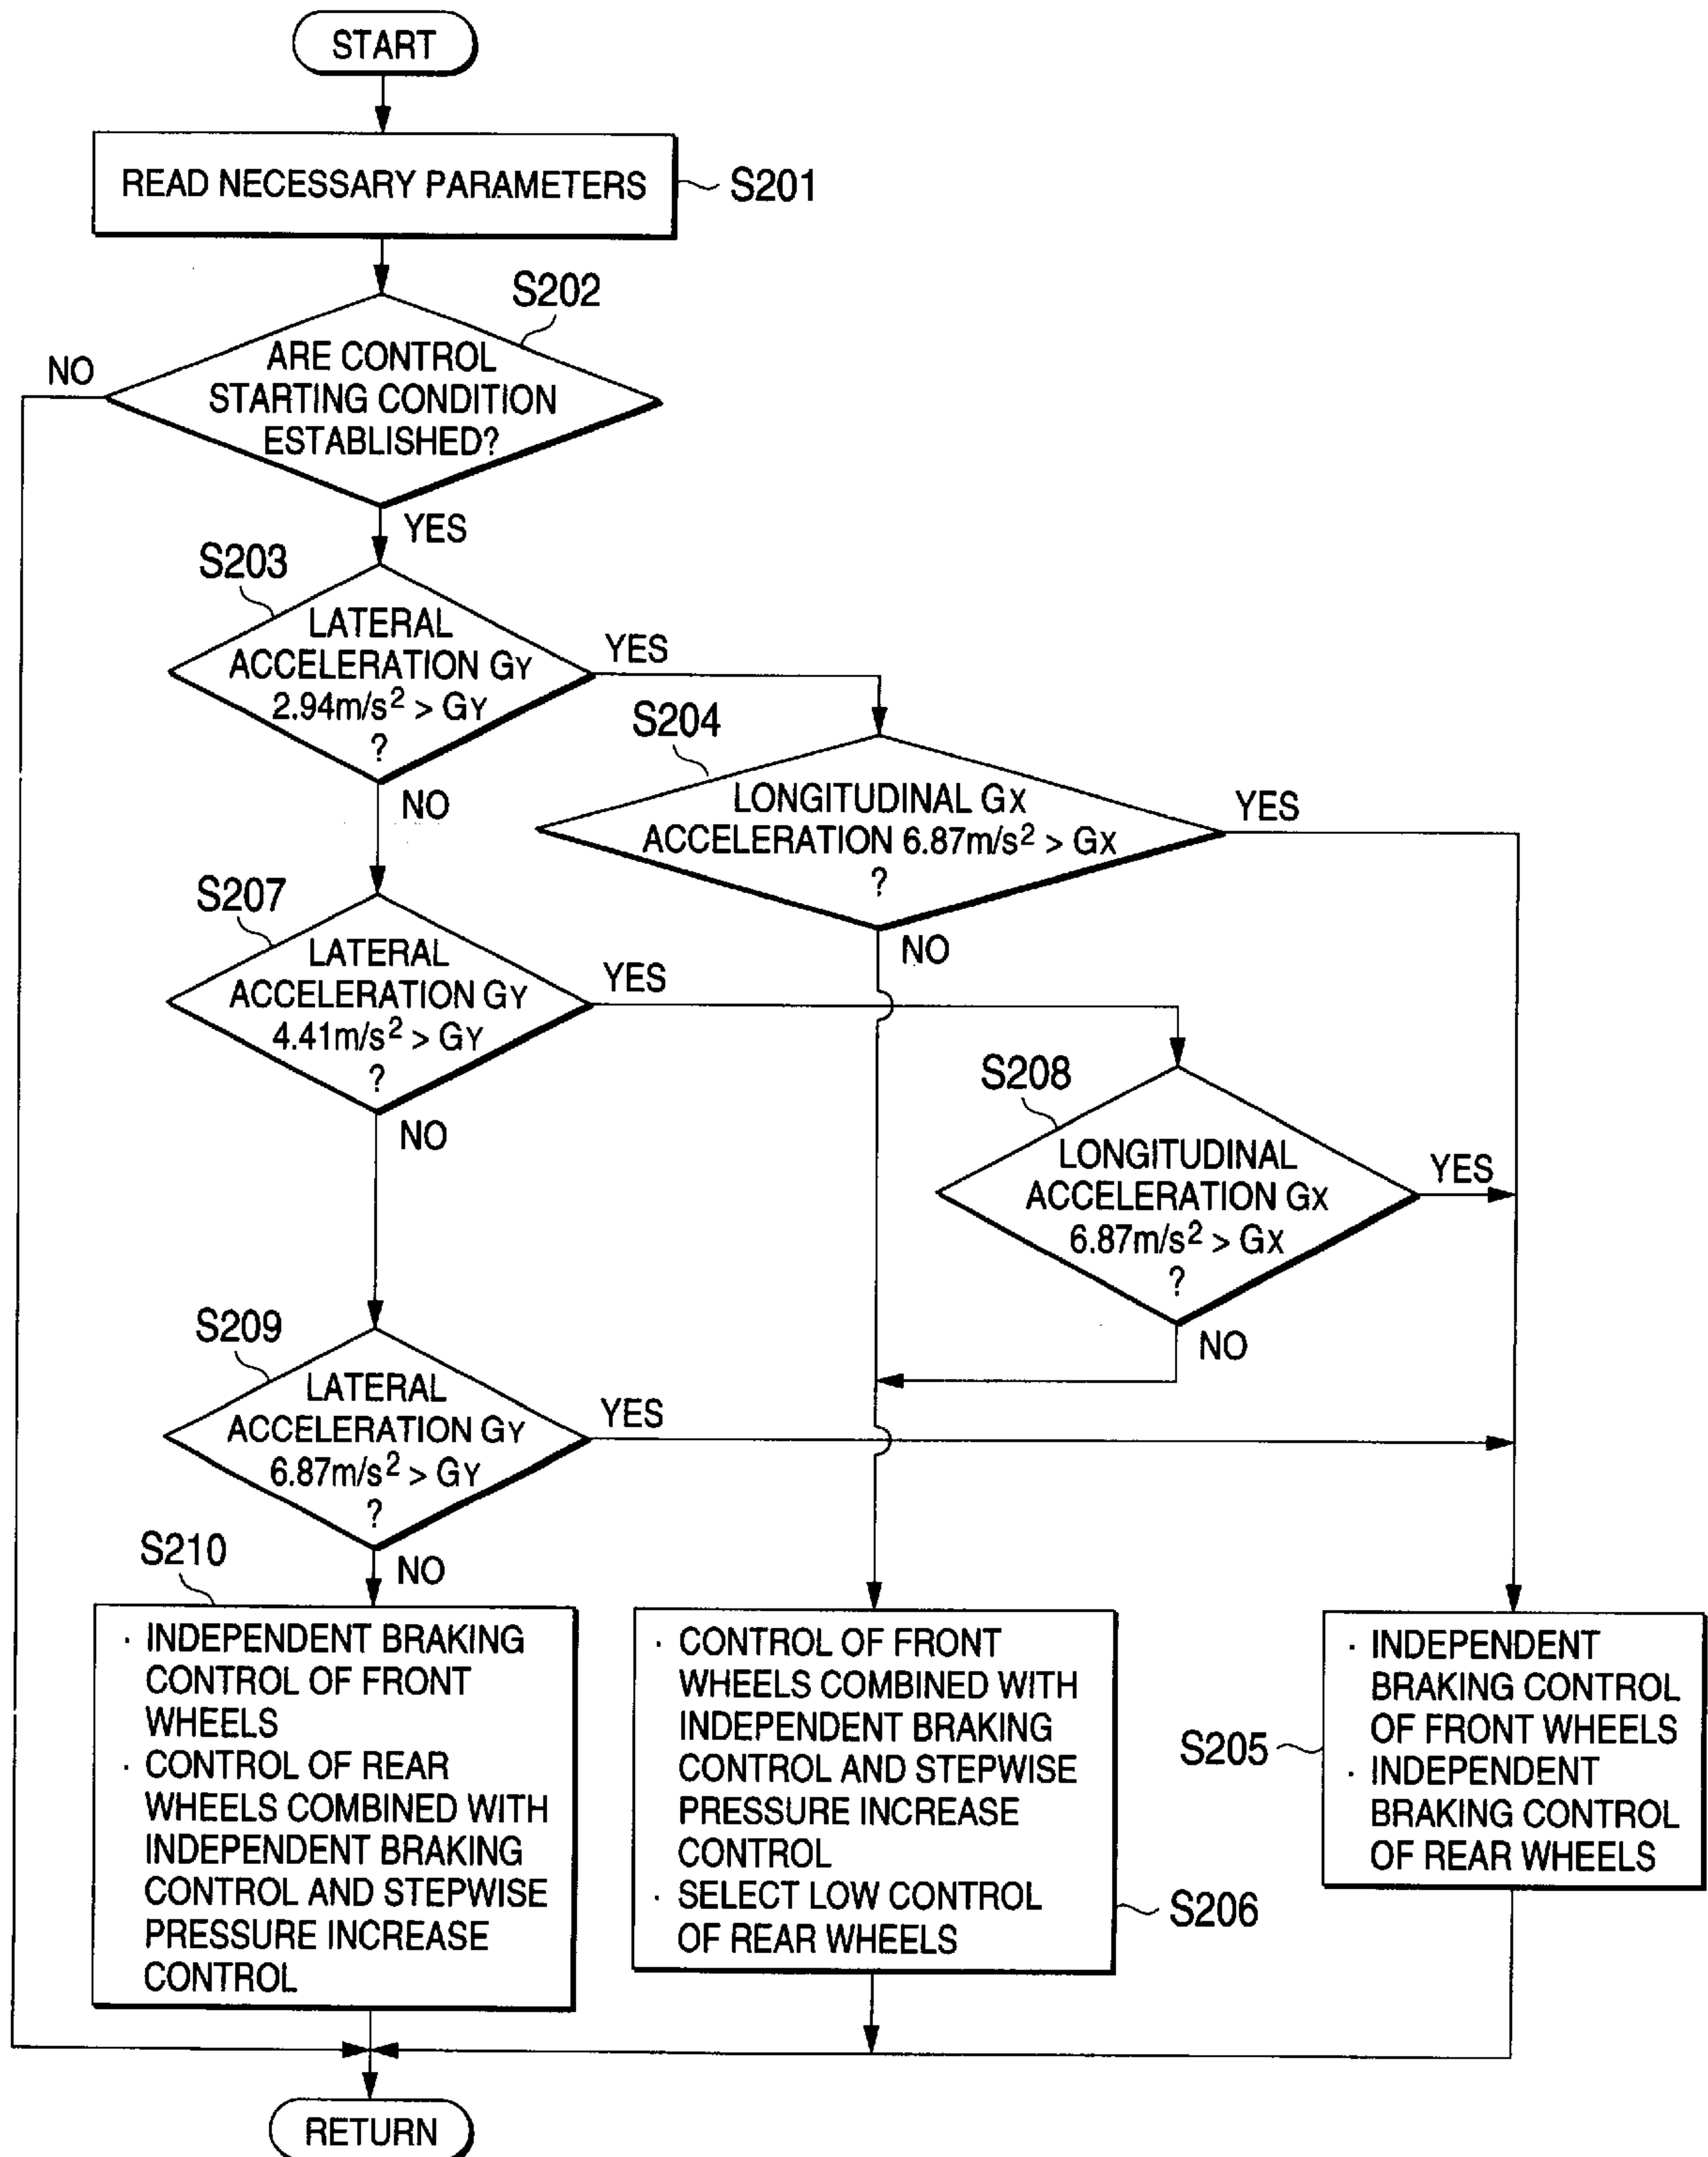 START
READ NECESSARY PARAMETERS
S201
S202
ARE CONTROL
STARTING CONDITION
ESTABLISHED?
NO
YES
S203
LATERAL
ACCELERATION GY
2.94m/s² > GY
?
YES
NO
S204
LONGITUDINAL GX
ACCELERATION 6.87m/s² > GX
?
YES
NO
S207
LATERAL
ACCELERATION GY
4.41m/s² > GY
?
YES
NO
S208
LONGITUDINAL
ACCELERATION GX
6.87m/s² > GX
?
YES
NO
S209
LATERAL
ACCELERATION GY
6.87m/s² > GY
?
YES
NO
S210
· INDEPENDENT BRAKING
CONTROL OF FRONT
WHEELS
· CONTROL OF REAR
WHEELS COMBINED WITH
INDEPENDENT BRAKING
CONTROL AND STEPWISE
PRESSURE INCREASE
CONTROL
· CONTROL OF FRONT
WHEELS COMBINED WITH
INDEPENDENT BRAKING
CONTROL AND STEPWISE
PRESSURE INCREASE
CONTROL
· SELECT LOW CONTROL
OF REAR WHEELS
S206
· INDEPENDENT
BRAKING CONTROL
OF FRONT WHEELS
· INDEPENDENT
BRAKING CONTROL
OF REAR WHEELS
S205
RETURN